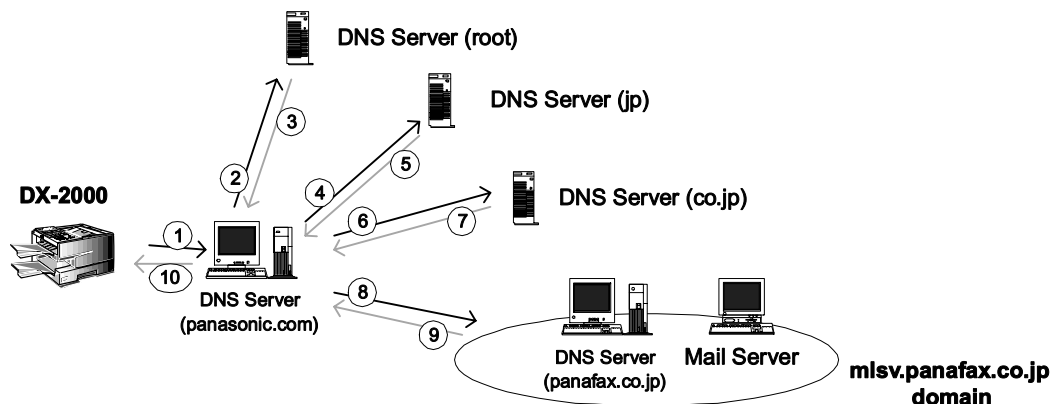 DNS Server (root)
3
DNS Server (jp)
2
4
5
DX-2000
DNS Server (co.jp)
6
7
1
10
DNS Server
(panasonic.com)
8
9
DNS Server
(panafax.co.jp)
Mail Server
mlsv.panafax.co.jp
domain